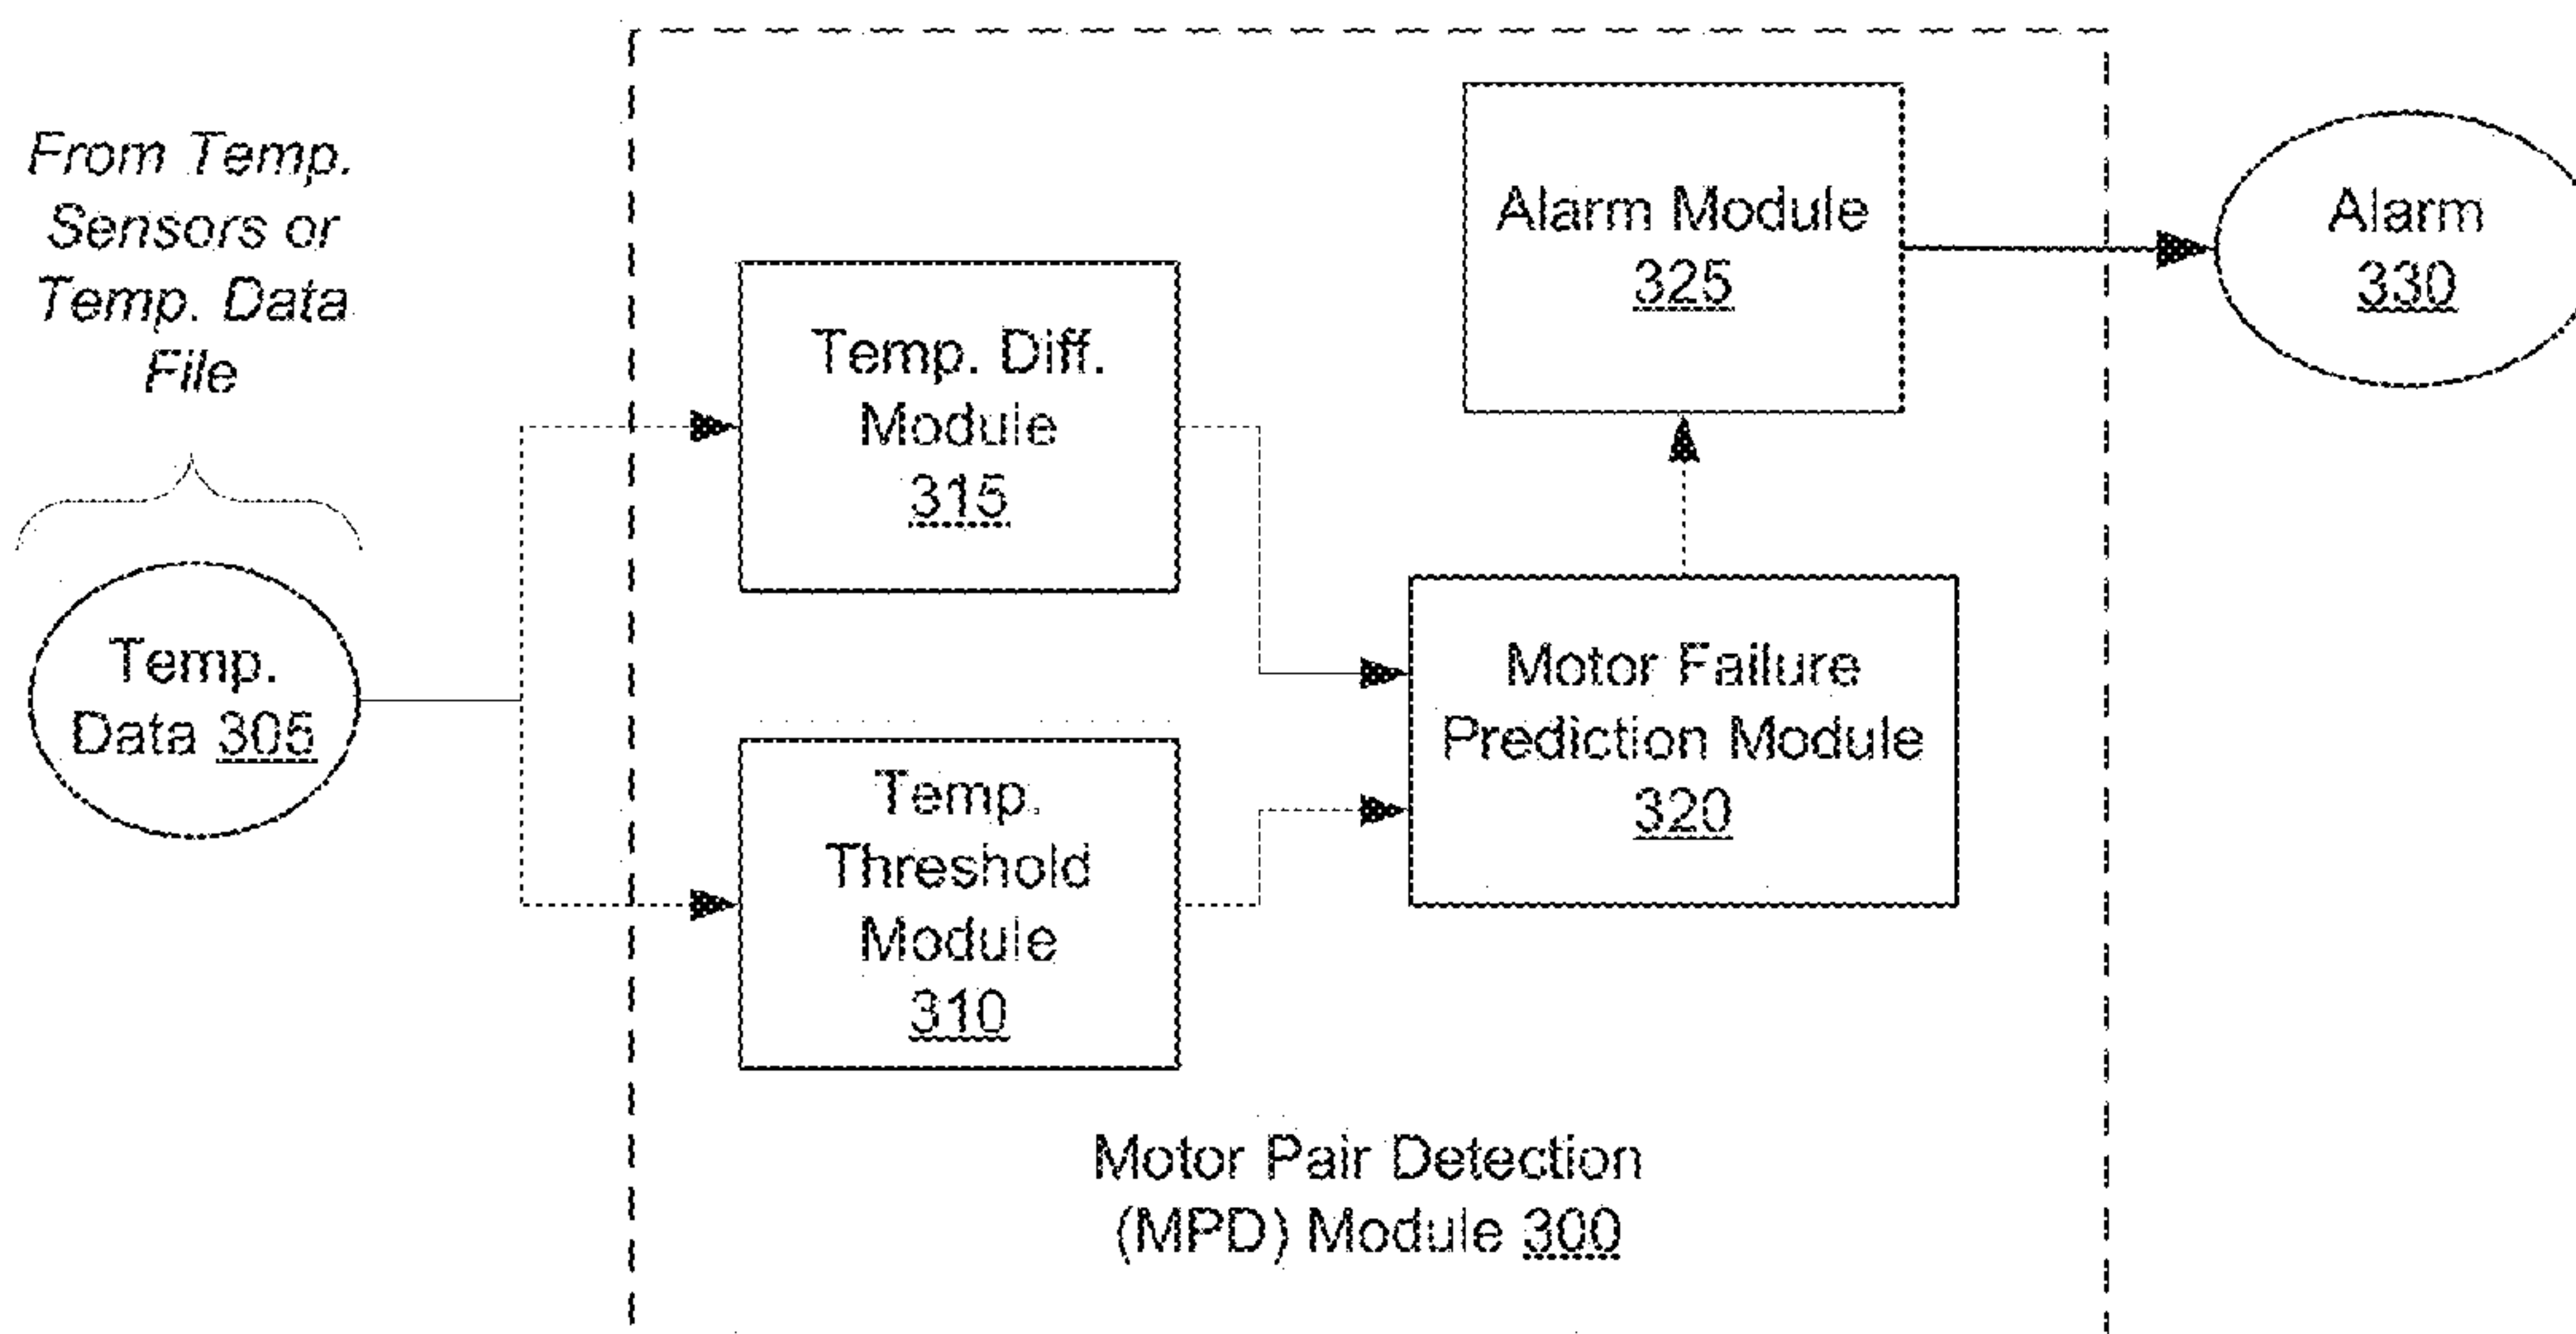 From Temp.
Sensors or
Temp. Data
File
Temp.
Data 305
Temp. Diff.
Module
315
Temp.
Threshold
Module
310
Alarm Module
325
Motor Failure
Prediction Module
320
Alarm
330
Motor Pair Detection
(MPD) Module 300